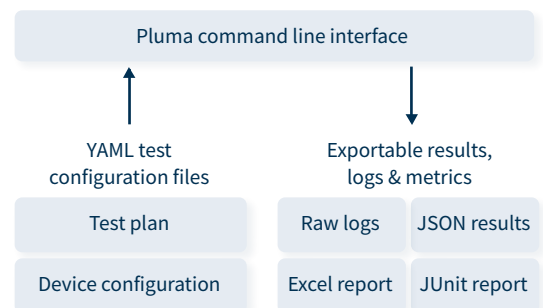 Pluma command line interface
YAML test
configuration files
Exportable results,
logs & metrics
Test plan
Raw logs
JSON results
Device configuration
Excel report
JUnit report